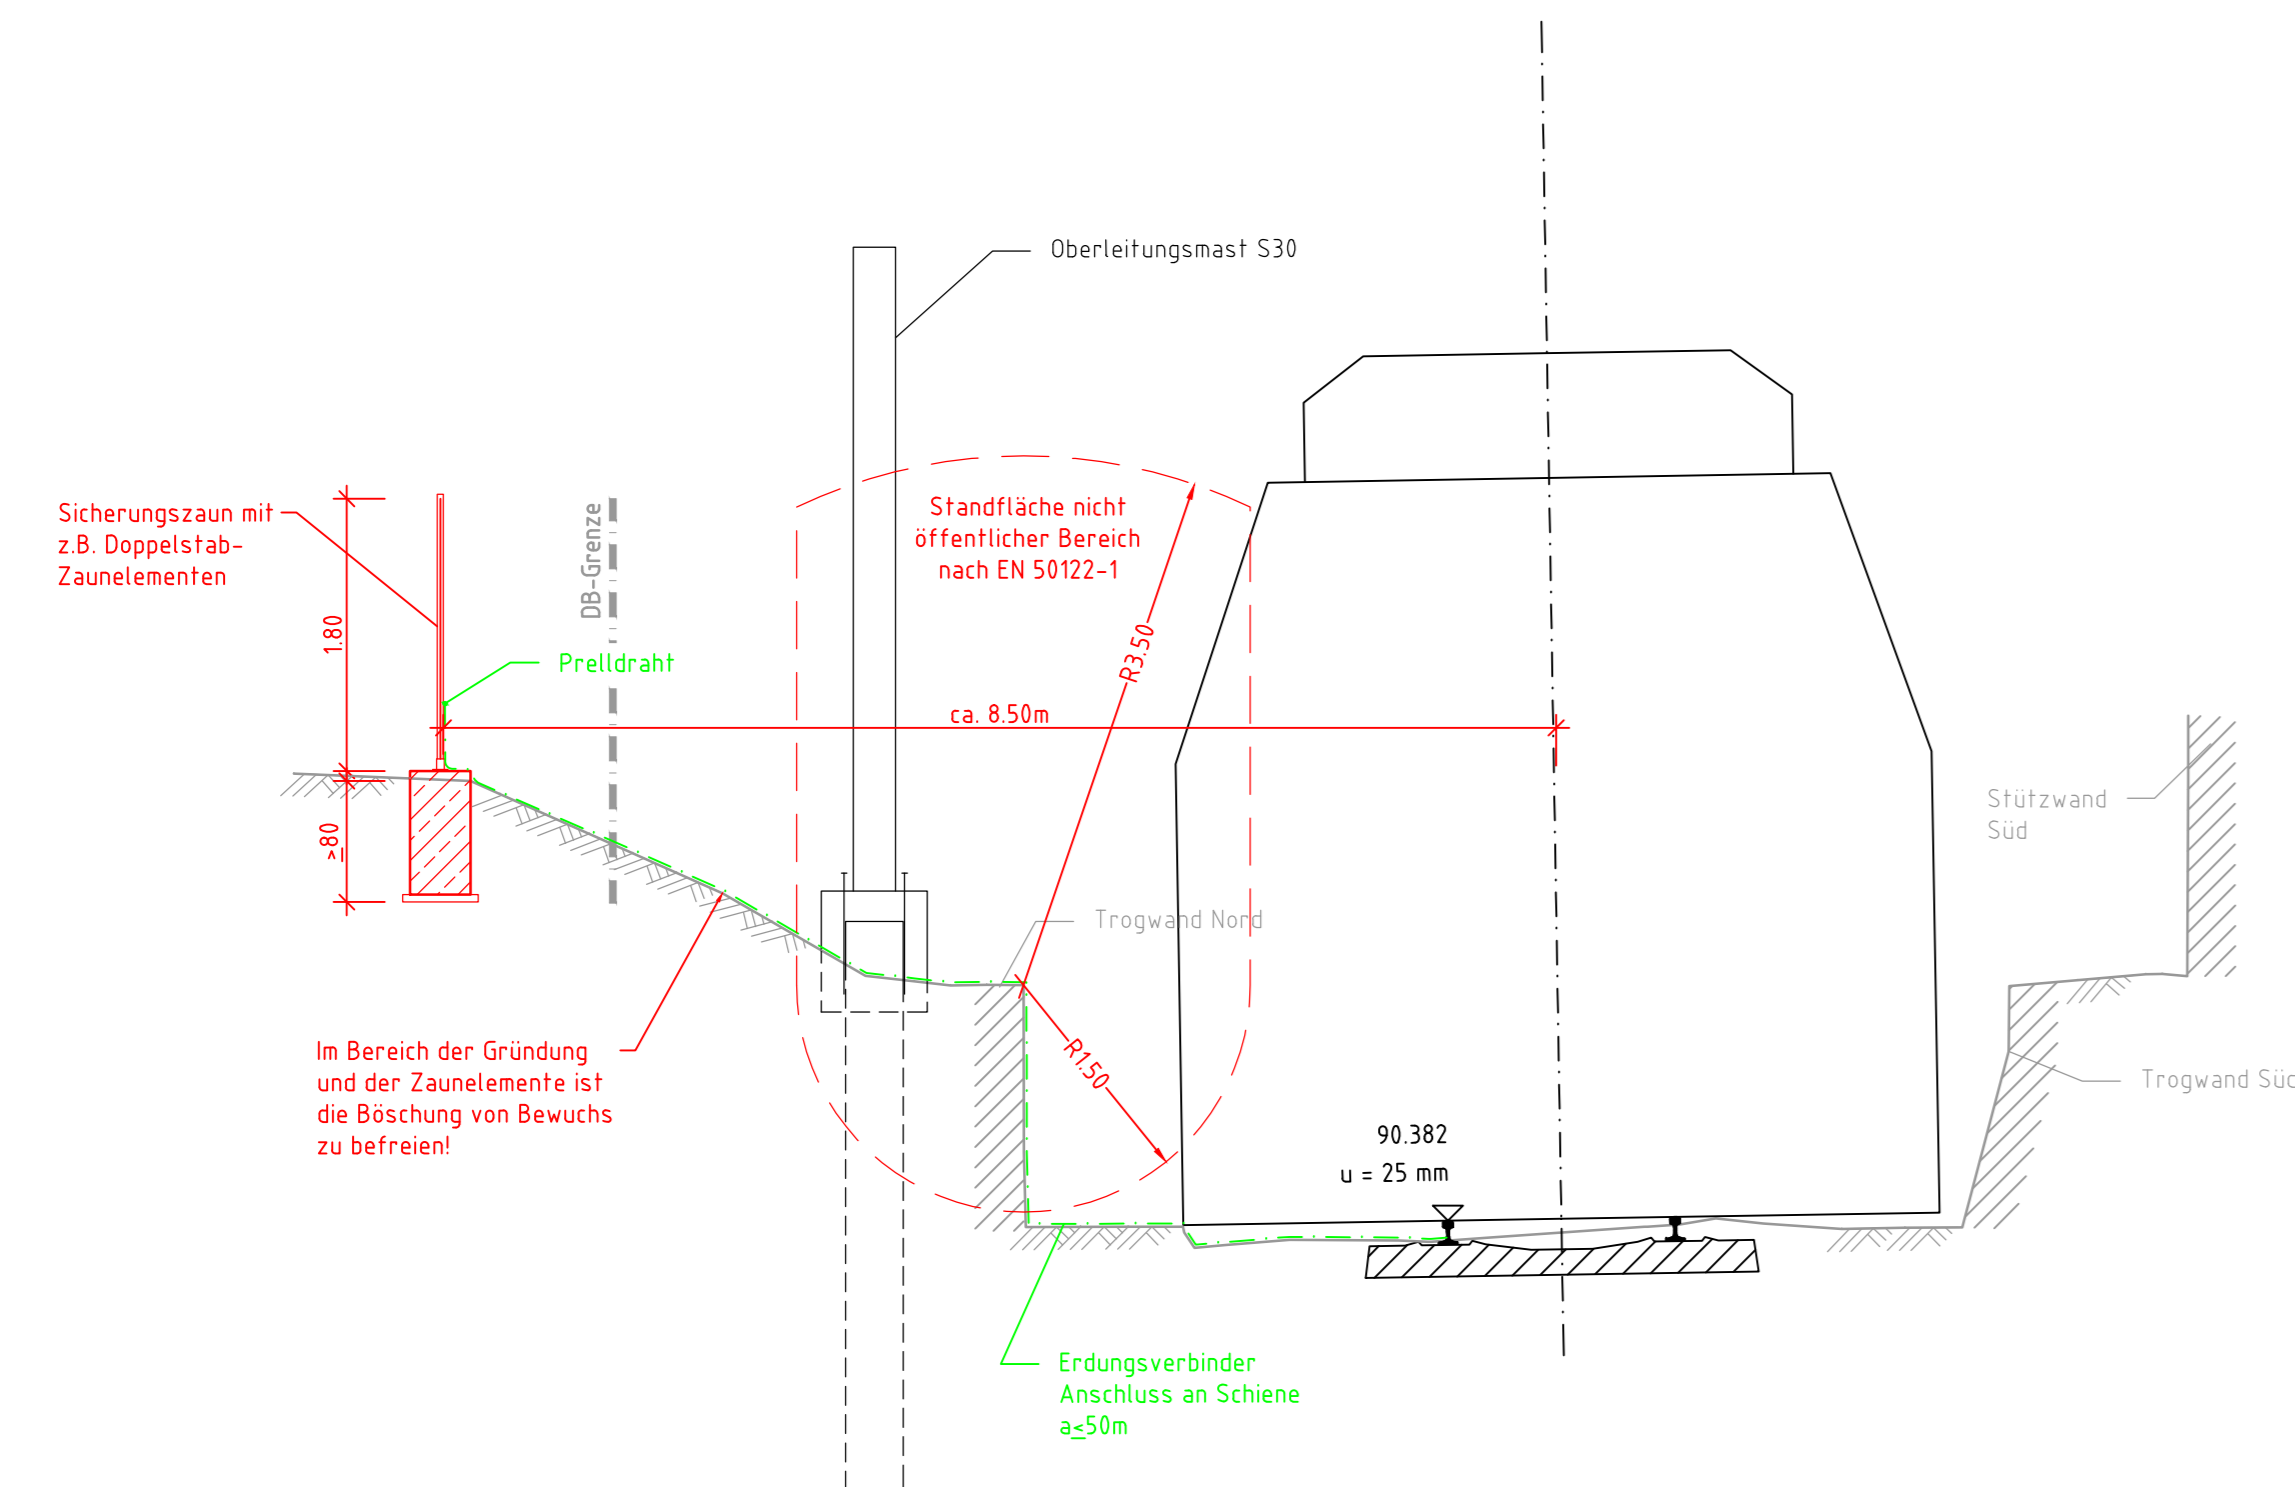 Oberleitungsmast S30
Sicherungszaun mit
z.B. Doppelstab-
Zaunelementen
1.80
≥80
DB-Grenze
Prelldraht
Standfläche nicht
öffentlicher Bereich
nach EN 50122-1
R3.50
ca. 8.50m
Stützwand
Süd
Trogwand Nord
R1.50
Im Bereich der Gründung
und der Zaunelemente ist
die Böschung von Bewuchs
zu befreien!
Trogwand Süd
90.382
u = 25 mm
Erdungsverbinder
Anschluss an Schiene
a≤50m